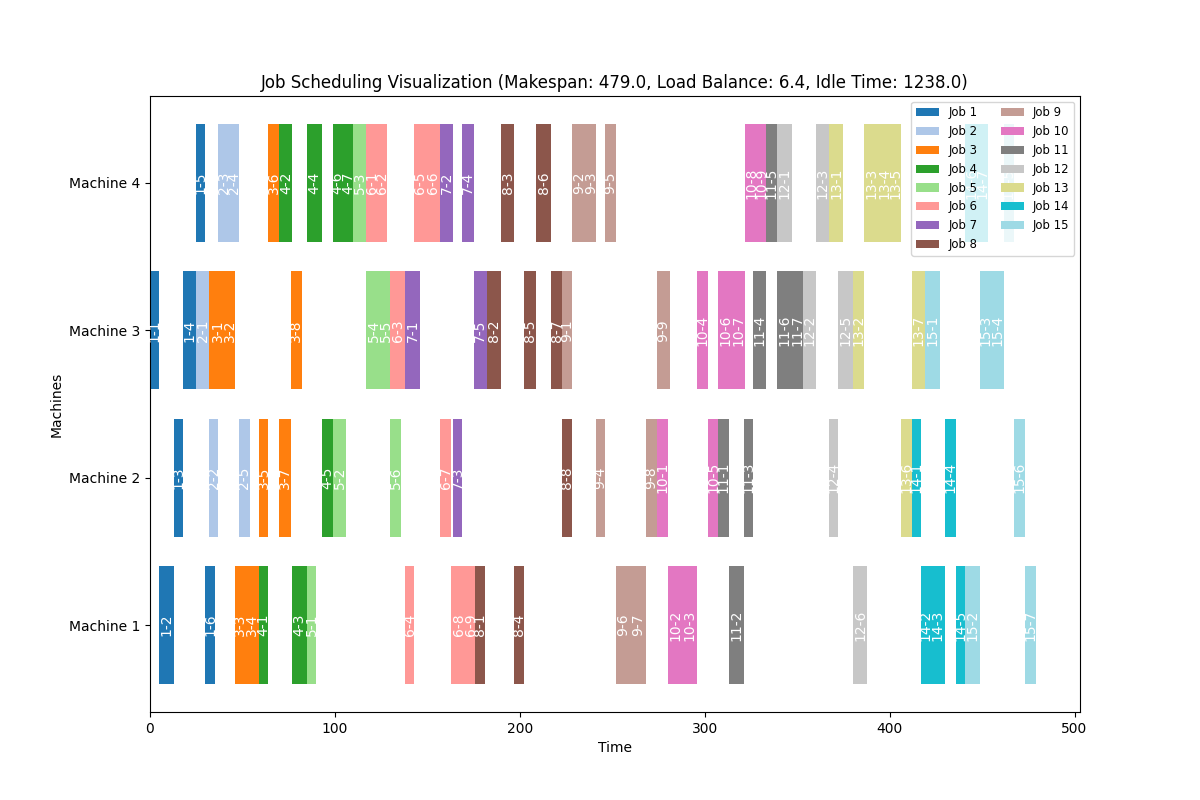 Job Scheduling Visualization (Makespan: 479.0, Load Balance: 6.4, Idle Time: 1238.0)
Machine 4
1-5 2-3 2-4 3-6 4-2 4-4 4-6 4-7 5-3 6-1 6-2 6-5 6-6 7-2 7-4 8-3 8-6 9-2 9-3 9-5 10-8 10-9 11-5 12-1 12-3 13-1 13-3 13-4 13-5
Machine 3
1-1 1-4 2-1 3-1 3-2 3-8 5-4 5-5 6-3 7-1 7-5 8-2 8-5 8-7 9-1 9-9 10-4 10-6 10-7 11-4 11-6 11-7 12-2 12-5 13-2 13-7 15-1 15-3 15-4
Machine 2
1-3 2-2 2-5 3-5 3-7 4-5 5-2 5-6 6-7 7-3 8-8 9-4 9-8 10-1 10-5 11-1 11-3 12-4 13-6 14-1 14-4 15-6
Machine 1
1-2 1-6 3-3 3-4 4-1 4-3 5-1 6-4 6-8 6-9 8-1 8-4 9-6 9-7 10-2 10-3 11-2 12-6 14-2 14-3 14-5 15-2 15-7
Job 1
Job 2
Job 3
Job 4
Job 5
Job 6
Job 7
Job 8
Job 9
Job 10
Job 11
Job 12
Job 13
Job 14
Job 15
Machines
0 100 200 300 400 500
Time